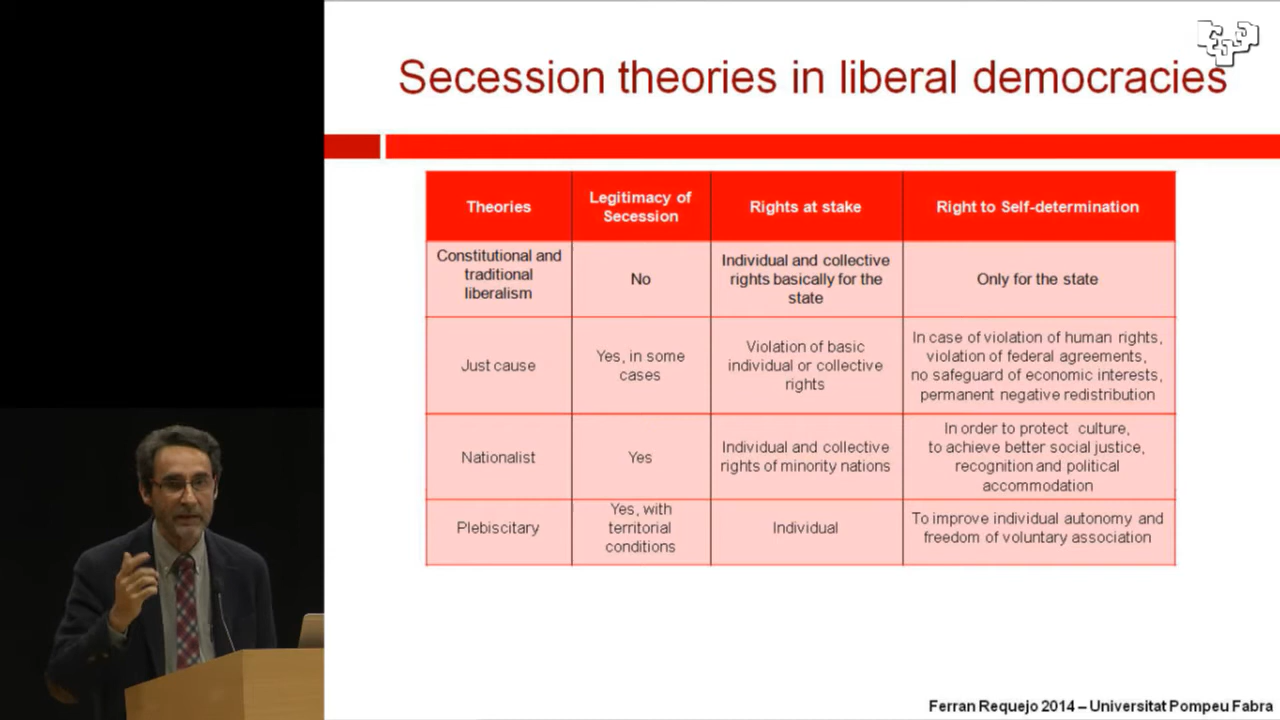 Secession theories in liberal democracies
Theories
Legitimacy of
Secession
Rights at stake
Right to Self-determination
Constitutional and
traditional
liberalism
No
Individual and collective
rights basically for the
state
Only for the state
Just cause
Yes, in some
cases
Violation of basic
individual or collective
rights
In case of violation of human rights,
violation of federal agreements,
no safeguard of economic interests,
permanent negative redistribution
Nationalist
Yes
Individual and collective
rights of minority nations
In order to protect culture,
to achieve better social justice,
recognition and political
accommodation
Plebiscitary
Yes, with
territorial
conditions
Individual
To improve individual autonomy and
freedom of voluntary association
Ferran Requejo 2014 – Universitat Pompeu Fabra